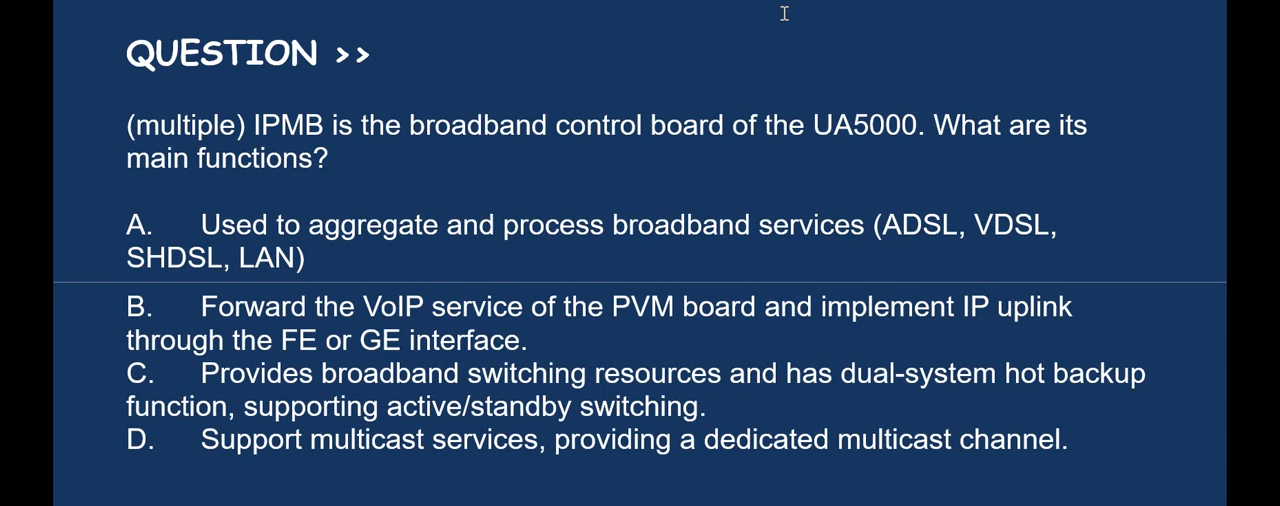 QUESTION >>
(multiple) IPMB is the broadband control board of the UA5000. What are its
main functions?
A. Used to aggregate and process broadband services (ADSL, VDSL,
SHDSL, LAN)
B. Forward the VoIP service of the PVM board and implement IP uplink
through the FE or GE interface.
C. Provides broadband switching resources and has dual-system hot backup
function, supporting active/standby switching.
D. Support multicast services, providing a dedicated multicast channel.